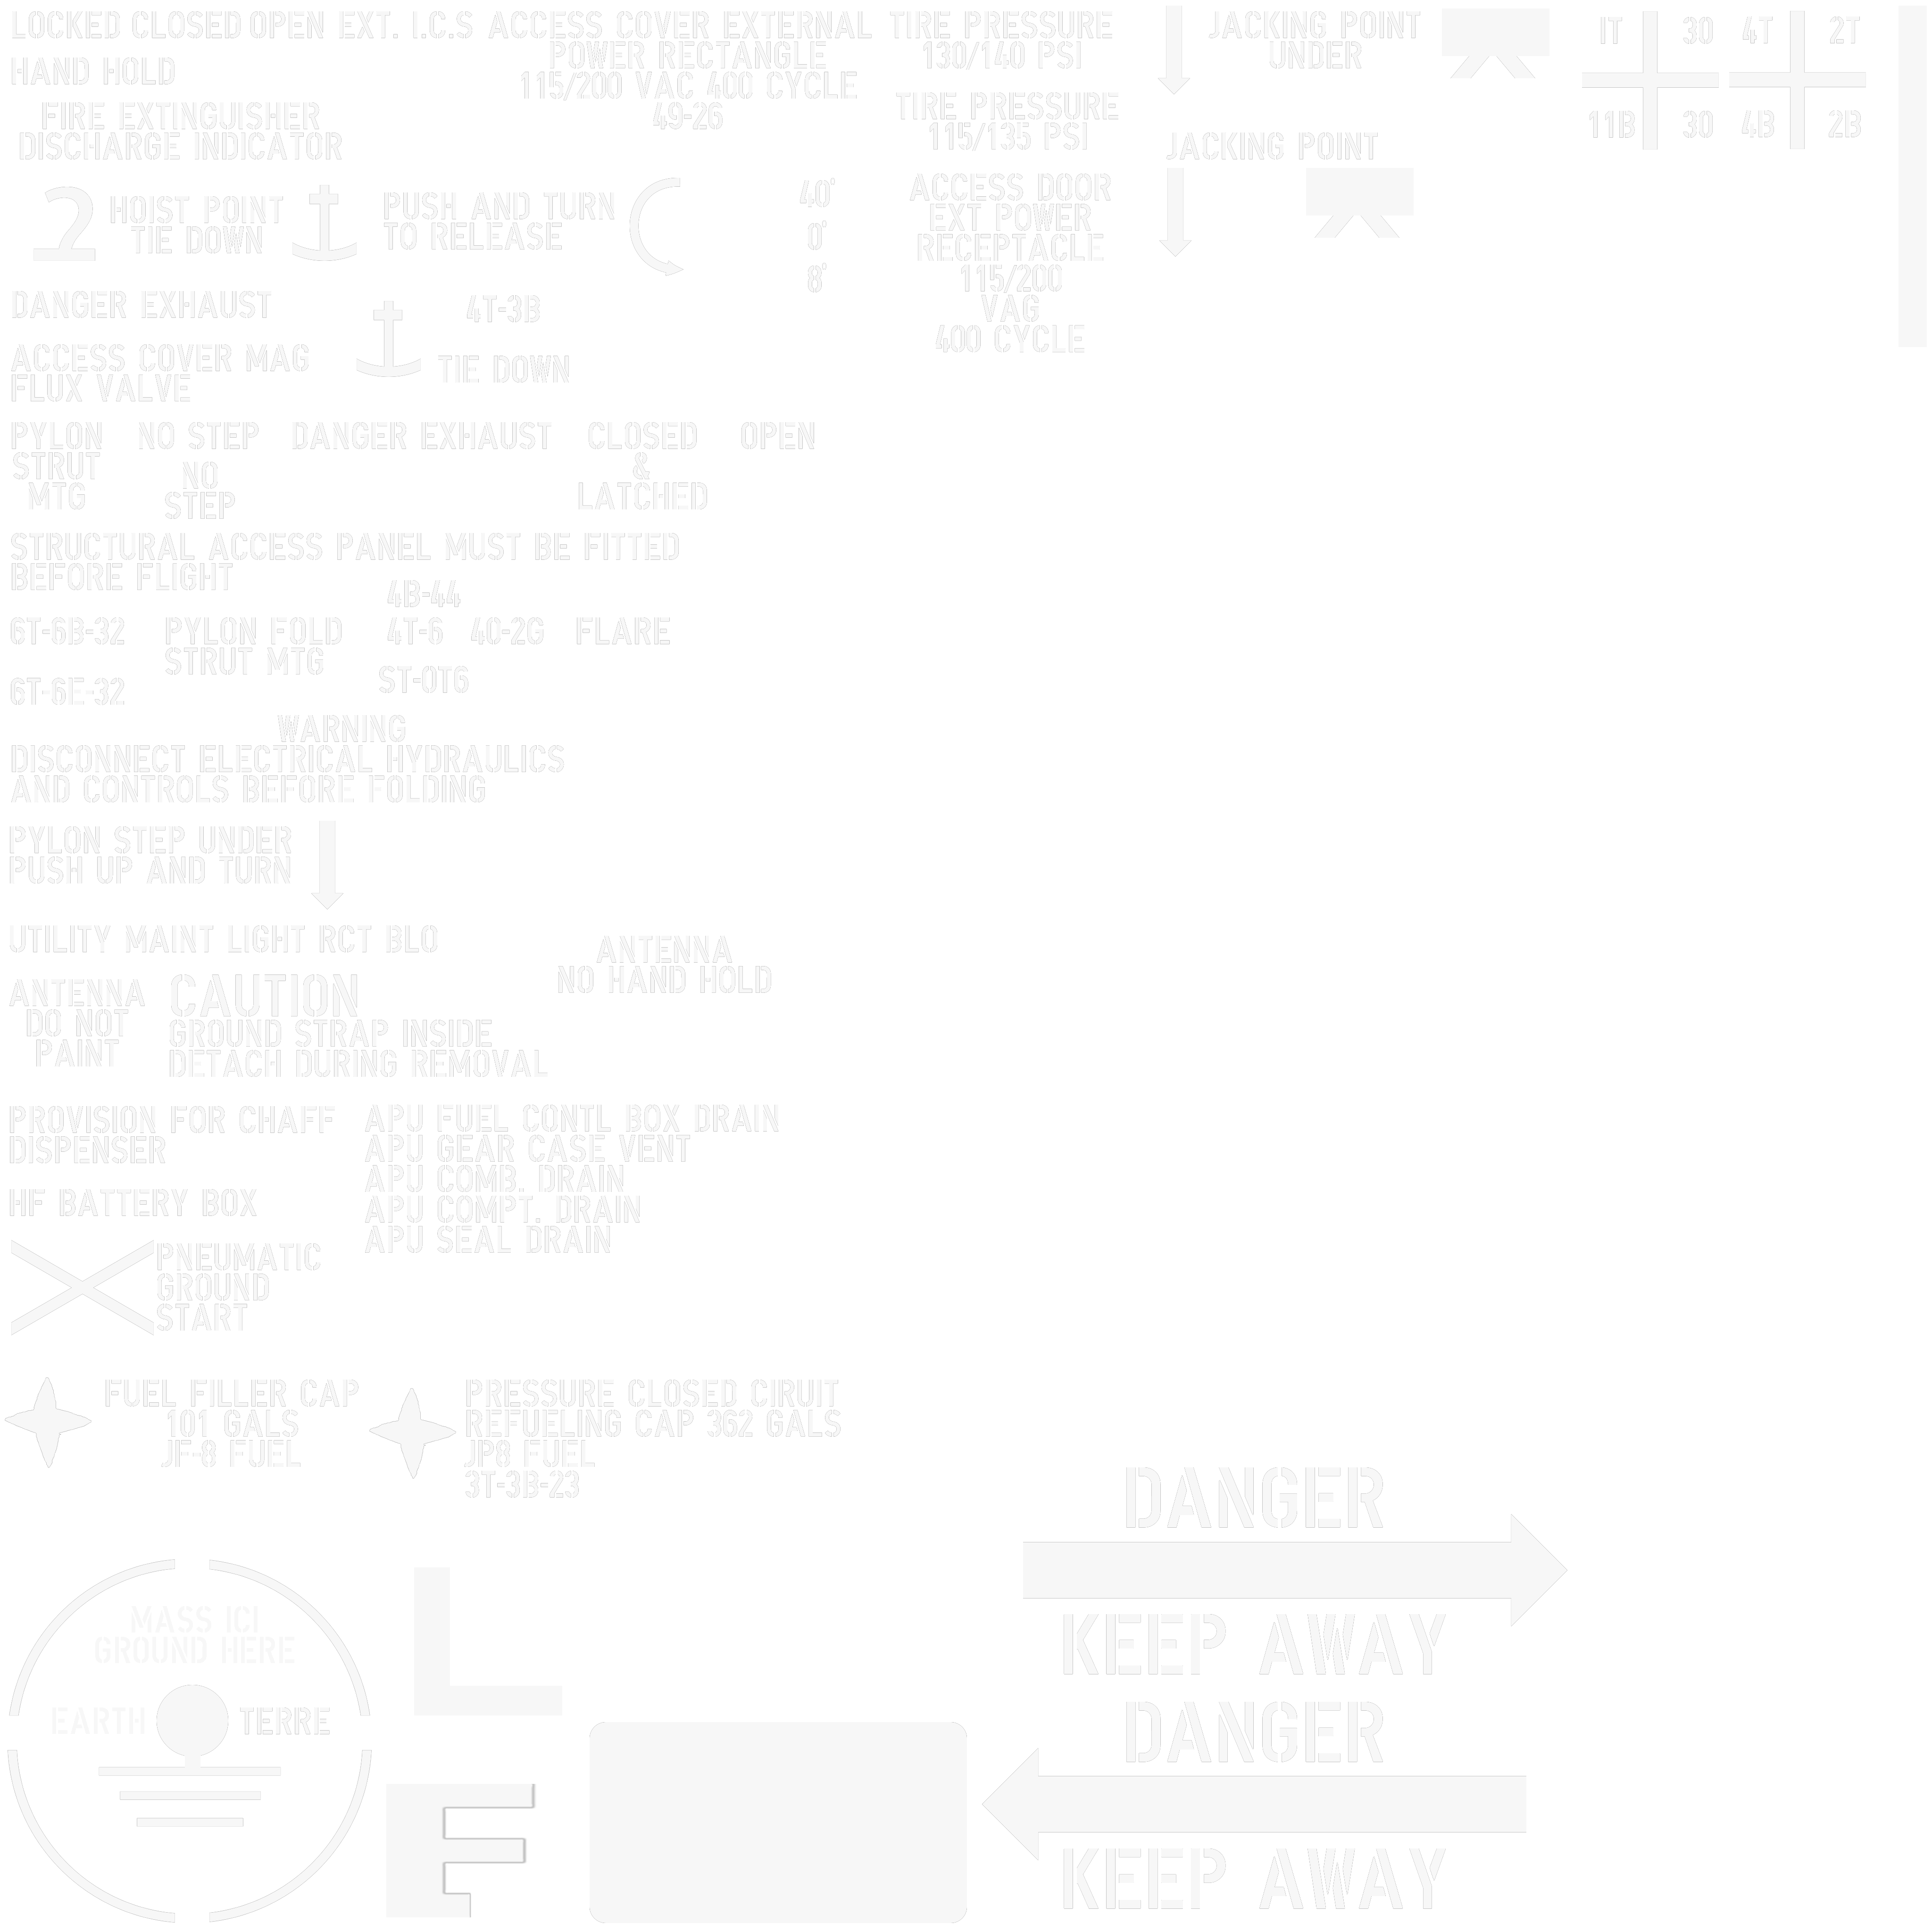 LOCKED CLOSED OPEN EXT. I.C.S ACCESS COVER EXTERNAL
POWER RECTANGLE
115/200 VAC 400 CYCLE
49-26
TIRE PRESSURE
130/140 PSI
TIRE PRESSURE
115/135 PSI
JACKING POINT
UNDER
JACKING POINT
1T 30
11B 30
4T 2T
4B 2B
HAND HOLD
FIRE EXTINGUISHER
DISCHARGE INDICATOR
2
HOIST POINT
TIE DOWN
PUSH AND TURN
TO RELEASE
40'
0'
8'
ACCESS DOOR
EXT POWER
RECEPTACLE
115/200
VAG
400 CYCLE
DANGER EXHAUST
4T-3B
ACCESS COVER MAG
FLUX VALVE
TIE DOWN
PYLON
STRUT
MTG
NO STEP
NO
STEP
DANGER EXHAUST
CLOSED
&
LATCHED
OPEN
STRUCTURAL ACCESS PANEL MUST BE FITTED
BEFORE FLIGHT
4B-44
6T-6B-32
PYLON FOLD
STRUT MTG
4T-6
40-2G
FLARE
6T-6E-32
ST-0T6
WARNING
DISCONNECT ELECTRICAL HYDRAULICS
AND CONTROLS BEFORE FOLDING
PYLON STEP UNDER
PUSH UP AND TURN
UTILITY MAINT LIGHT RCT BLO
ANTENNA
NO HAND HOLD
ANTENNA
DO NOT
PAINT
CAUTION
GROUND STRAP INSIDE
DETACH DURING REMOVAL
PROVISION FOR CHAFF
DISPENSER
APU FUEL CONTL BOX DRAIN
APU GEAR CASE VENT
APU COMB. DRAIN
APU COMPT. DRAIN
APU SEAL DRAIN
HF BATTERY BOX
PNEUMATIC
GROUND
START
FUEL FILLER CAP
101 GALS
JF-8 FUEL
PRESSURE CLOSED CIRUIT
REFUELING CAP 362 GALS
JP8 FUEL
3T-3B-23
DANGER
KEEP AWAY
MASS ICI
GROUND HERE
EARTH TERRE
L
F
DANGER
KEEP AWAY